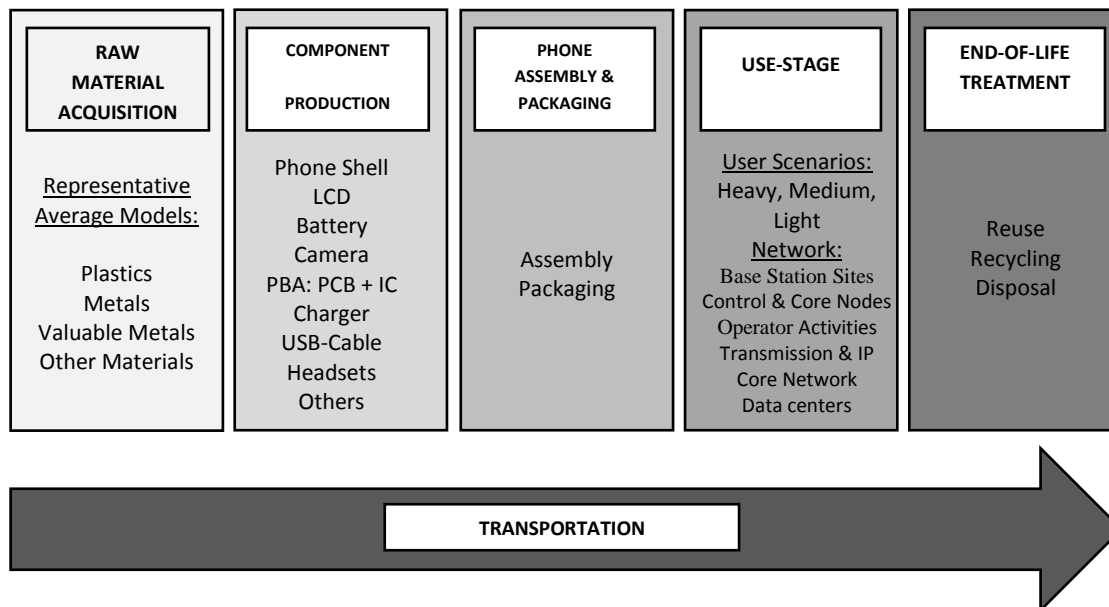 RAW
MATERIAL
ACQUISITION
Representative
Average Models:
Plastics
Metals
Valuable Metals
Other Materials
COMPONENT
PRODUCTION
Phone Shell
LCD
Battery
Camera
PBA: PCB + IC
Charger
USB-Cable
Headsets
Others
PHONE
ASSEMBLY &
PACKAGING
Assembly
Packaging
USE-STAGE
User Scenarios:
Heavy, Medium,
Light
Network:
Base Station Sites
Control & Core Nodes
Operator Activities
Transmission & IP
Core Network
Data centers
END-OF-LIFE
TREATMENT
Reuse
Recycling
Disposal
TRANSPORTATION